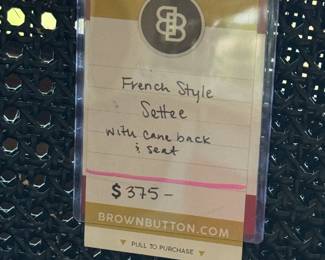 B
French Style
Settee
with cane back
& seat
$375-
BROWNBUTTON.COM
▼ PULL TO PURCHASE ▼